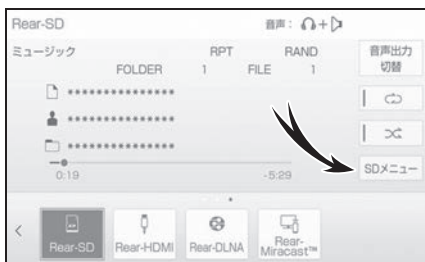 Rear-SD
音声：
ミュージック
RPT
RAND
FOLDER
1
FILE
1
音声出力
切替
***************
***************
***************
0:19
-5:29
SDメニュー
Rear-SD
Rear-HDMI
Rear-DLNA
Rear-
Miracast™